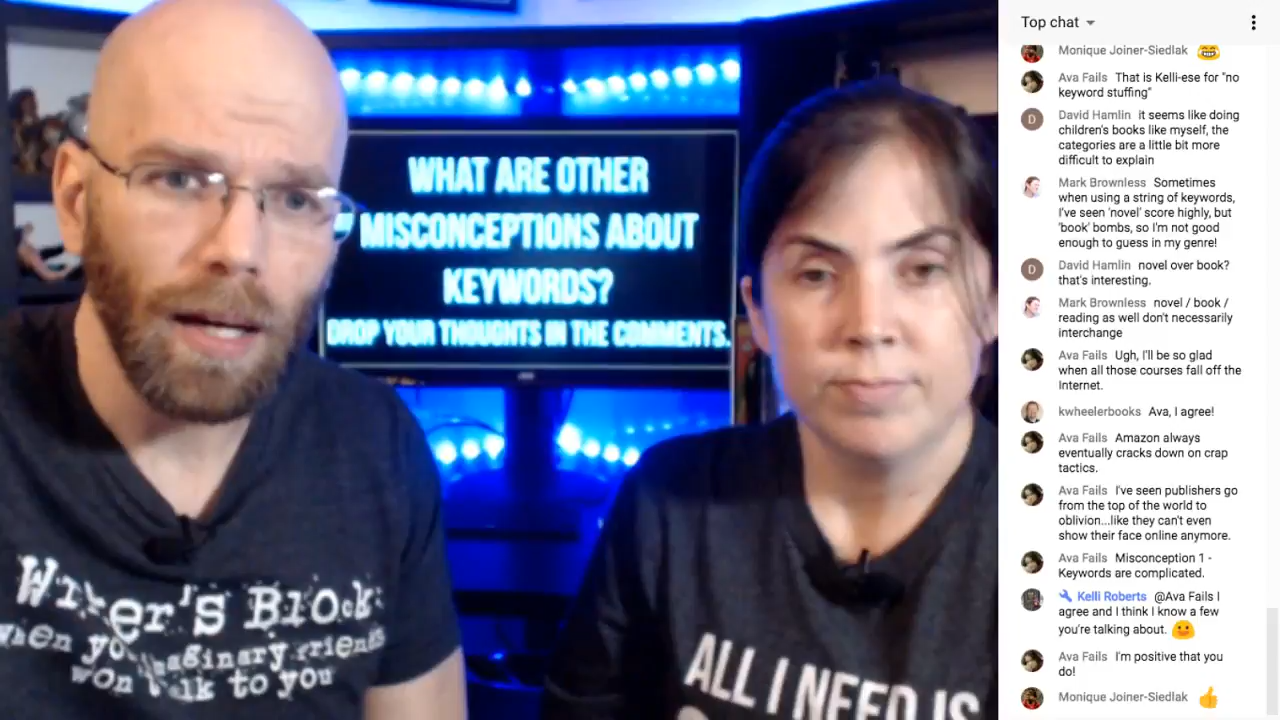 WHAT ARE OTHER
MISCONCEPTIONS ABOUT
KEYWORDS?
DROP YOUR THOUGHTS IN THE COMMENTS.
Writer's Block:
When your imaginary friends
won't talk to you
ALL I NEED IS
Top chat
Monique Joiner-Siedlak 😂
Ava Fails That is Kelli-ese for "no
keyword stuffing"
D David Hamlin it seems like doing
children's books like myself, the
categories are a little bit more
difficult to explain
Mark Brownless Sometimes
when using a string of keywords,
I've seen 'novel' score highly, but
'book' bombs, so I'm not good
enough to guess in my genre!
D David Hamlin novel over book?
that's interesting.
Mark Brownless novel / book /
reading as well don't necessarily
interchange
Ava Fails Ugh, I'll be so glad
when all those courses fall off the
Internet.
kwheelerbooks Ava, I agree!
Ava Fails Amazon always
eventually cracks down on crap
tactics.
Ava Fails I've seen publishers go
from the top of the world to
oblivion...like they can't even
show their face online anymore.
Ava Fails Misconception 1 -
Keywords are complicated.
Kelli Roberts @Ava Fails I
agree and I think I know a few
you're talking about. 🙂
Ava Fails I'm positive that you
do!
Monique Joiner-Siedlak 👍